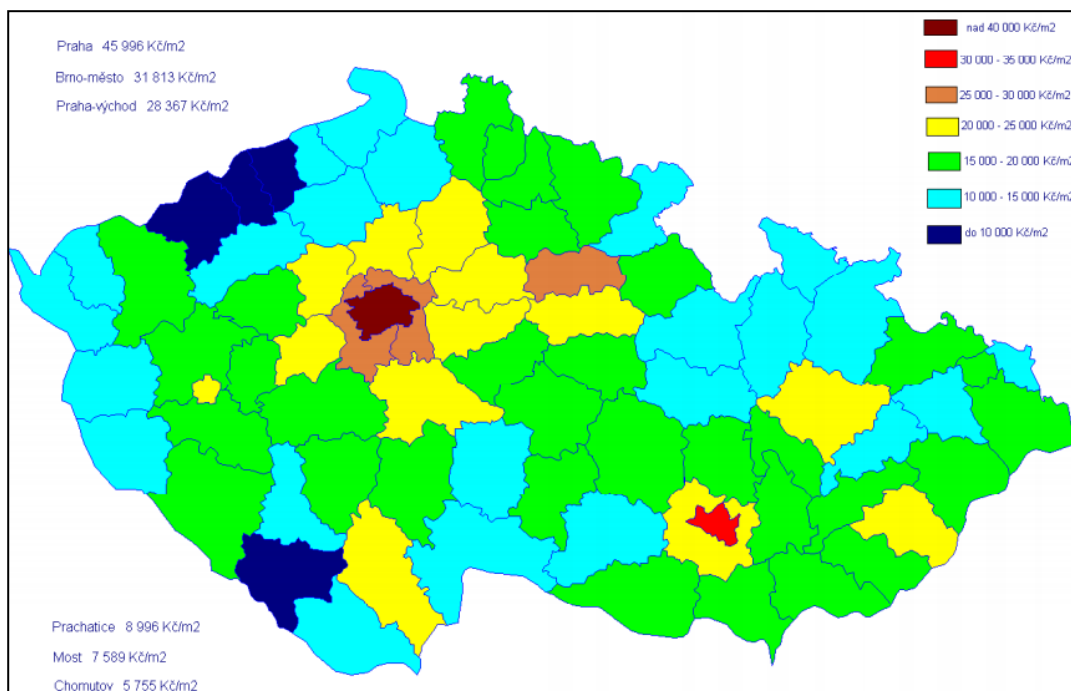 Praha 45 996 Kč/m2
Brno-město 31 813 Kč/m2
Praha-východ 28 367 Kč/m2
nad 40 000 Kč/m2
30 000 - 35 000 Kč/m2
25 000 - 30 000 Kč/m2
20 000 - 25 000 Kč/m2
15 000 - 20 000 Kč/m2
10 000 - 15 000 Kč/m2
do 10 000 Kč/m2
Prachatice 8 996 Kč/m2
Most 7 589 Kč/m2
Chomutov 5 755 Kč/m2